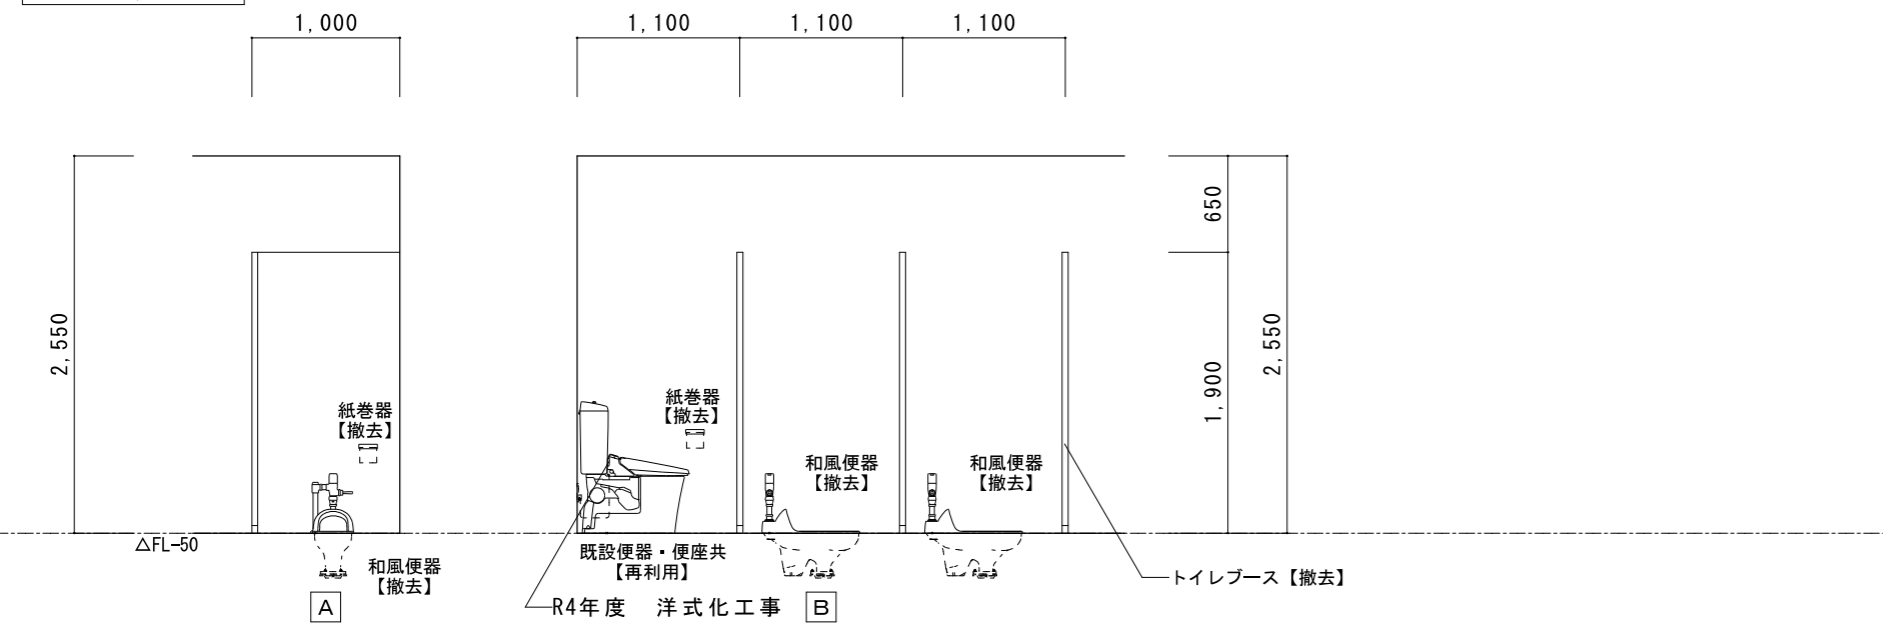 1,000
1,100
1,100
1,100
650
2,550
1,900
2,550
紙巻器
【撤去】
紙巻器
【撤去】
和風便器
【撤去】
和風便器
【撤去】
△FL-50
和風便器
【撤去】
既設便器・便座共
【再利用】
トイレブース【撤去】
A
R4年度 洋式化工事
B